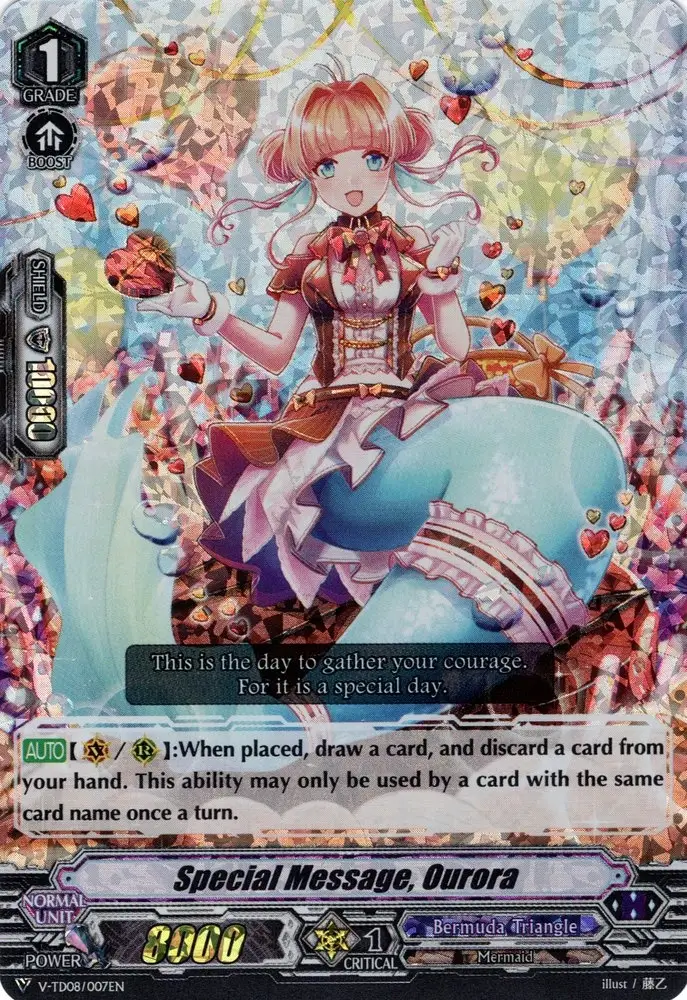 1
GRADE
BOOST
SHIELD
10000
This is the day to gather your courage.
For it is a special day.
AUTO【 V / R 】:When placed, draw a card, and discard a card from
your hand. This ability may only be used by a card with the same
card name once a turn.
Special Message, Ourora
NORMAL
UNIT
POWER 8000
1
CRITICAL
Bermuda Triangle
Mermaid
V-TD08/007EN
illust / 藤乙